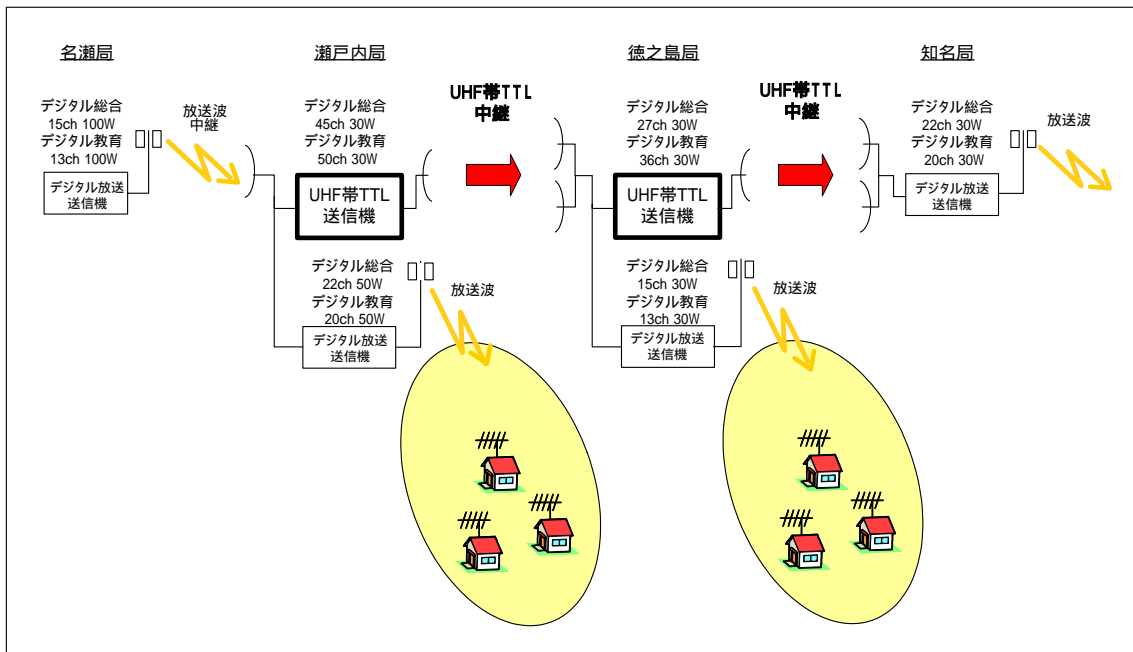 名瀬局
デジタル総合
15ch 100W
デジタル教育
13ch 100W
デジタル放送
送信機
放送波
中継
瀬戸内局
デジタル総合
45ch 30W
デジタル教育
50ch 30W
UHF帯TTL
送信機
デジタル総合
22ch 50W
デジタル教育
20ch 50W
デジタル放送
送信機
放送波
UHF帯TTL
中継
徳之島局
デジタル総合
27ch 30W
デジタル教育
36ch 30W
UHF帯TTL
送信機
デジタル総合
15ch 30W
デジタル教育
13ch 30W
デジタル放送
送信機
放送波
UHF帯TTL
中継
知名局
デジタル総合
22ch 30W
デジタル教育
20ch 30W
デジタル放送
送信機
放送波